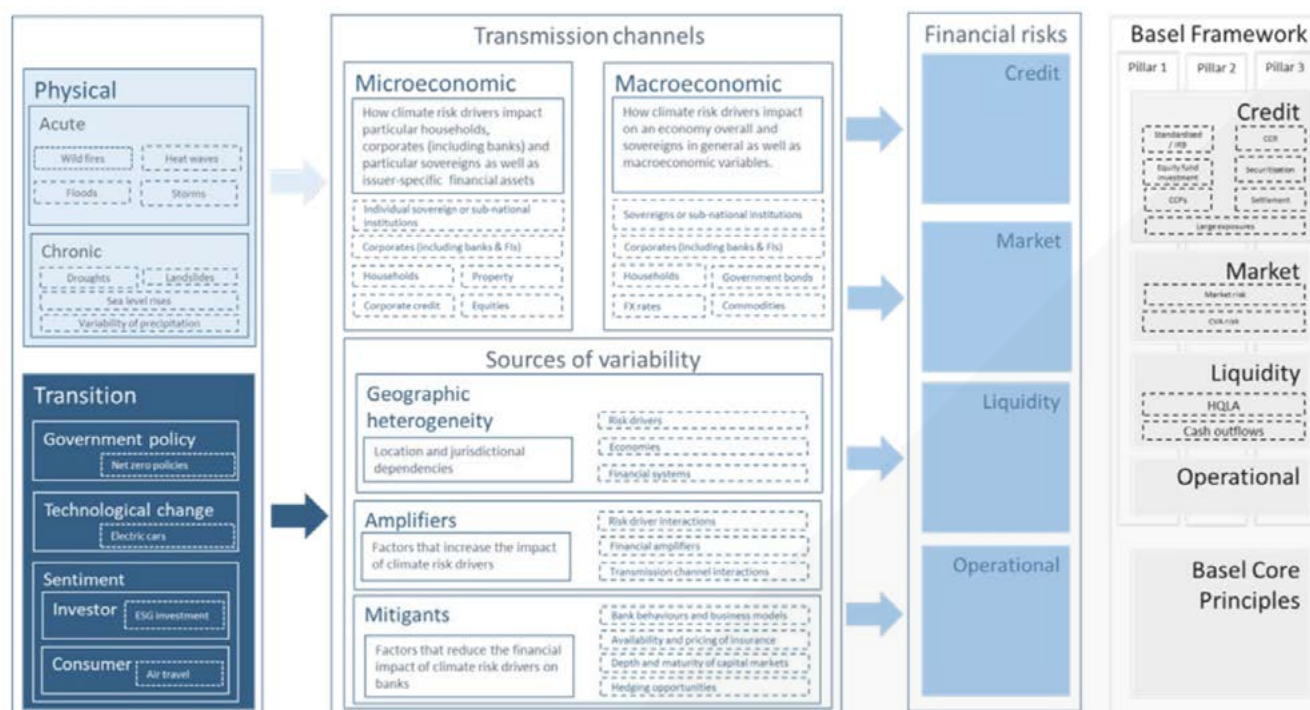 Physical
Acute
Wild fires
Heat waves
Floods
Storms
Chronic
Droughts
Landslides
Sea level rises
Variability of precipitation
Transition
Government policy
Net zero policies
Technological change
Electric cars
Sentiment
Investor
ESG investment
Consumer
Air travel
Transmission channels
Microeconomic
How climate risk drivers impact
particular households,
corporates (including banks) and
particular sovereigns as well as
issuer-specific financial assets
Individual sovereign or sub-national
institutions
Corporates (including banks & FIs)
Households
Property
Corporate credit
Equities
Macroeconomic
How climate risk drivers impact
on an economy overall and
sovereigns in general as well as
macroeconomic variables.
Sovereigns or sub-national institutions
Corporates (including banks & FIs)
Households
Government bonds
FX rates
Commodities
Sources of variability
Geographic
heterogeneity
Location and jurisdictional
dependencies
Risk drivers
Economies
Financial systems
Amplifiers
Factors that increase the impact
of climate risk drivers
Risk driver interactions
Financial amplifiers
Transmission channel interactions
Mitigants
Factors that reduce the financial
impact of climate risk drivers on
banks
Bank behaviours and business models
Availability and pricing of insurance
Depth and maturity of capital markets
Hedging opportunities
Financial risks
Credit
Market
Liquidity
Operational
Basel Framework
Pillar 1
Pillar 2
Pillar 3
Credit
Standardised
/ IRB
CCR
Equity fund
investment
Securitisation
CCPs
Settlement
Large exposures
Market
Market risk
CVA risk
Liquidity
HQLA
Cash outflows
Operational
Basel Core
Principles